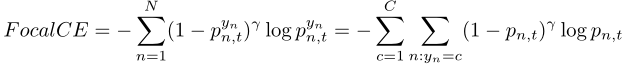 $FocalCE = -\sum_{n=1}^{N} (1 - p_{n,t}^{y_n})^{\gamma} \log p_{n,t}^{y_n} = -\sum_{c=1}^{C} \sum_{n:y_n=c} (1 - p_{n,t})^{\gamma} \log p_{n,t}$